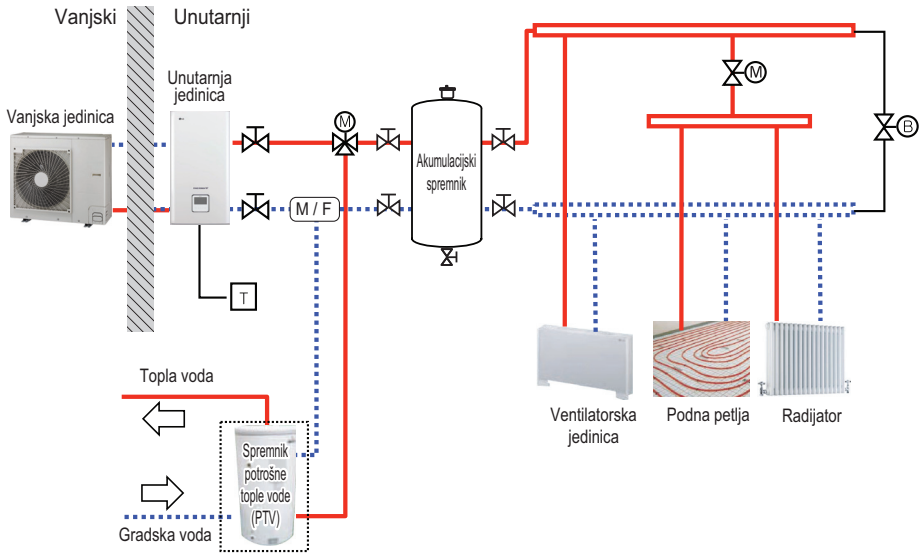 Vanjski
Unutarnji
Unutarnja
jedinica
Vanjska jedinica
M
M
B
Akumulacijski
spremnik
M / F
T
Topla voda
Ventilatorska
jedinica
Podna petlja
Radijator
Spremnik
potrošne
tople vode
(PTV)
Gradska voda